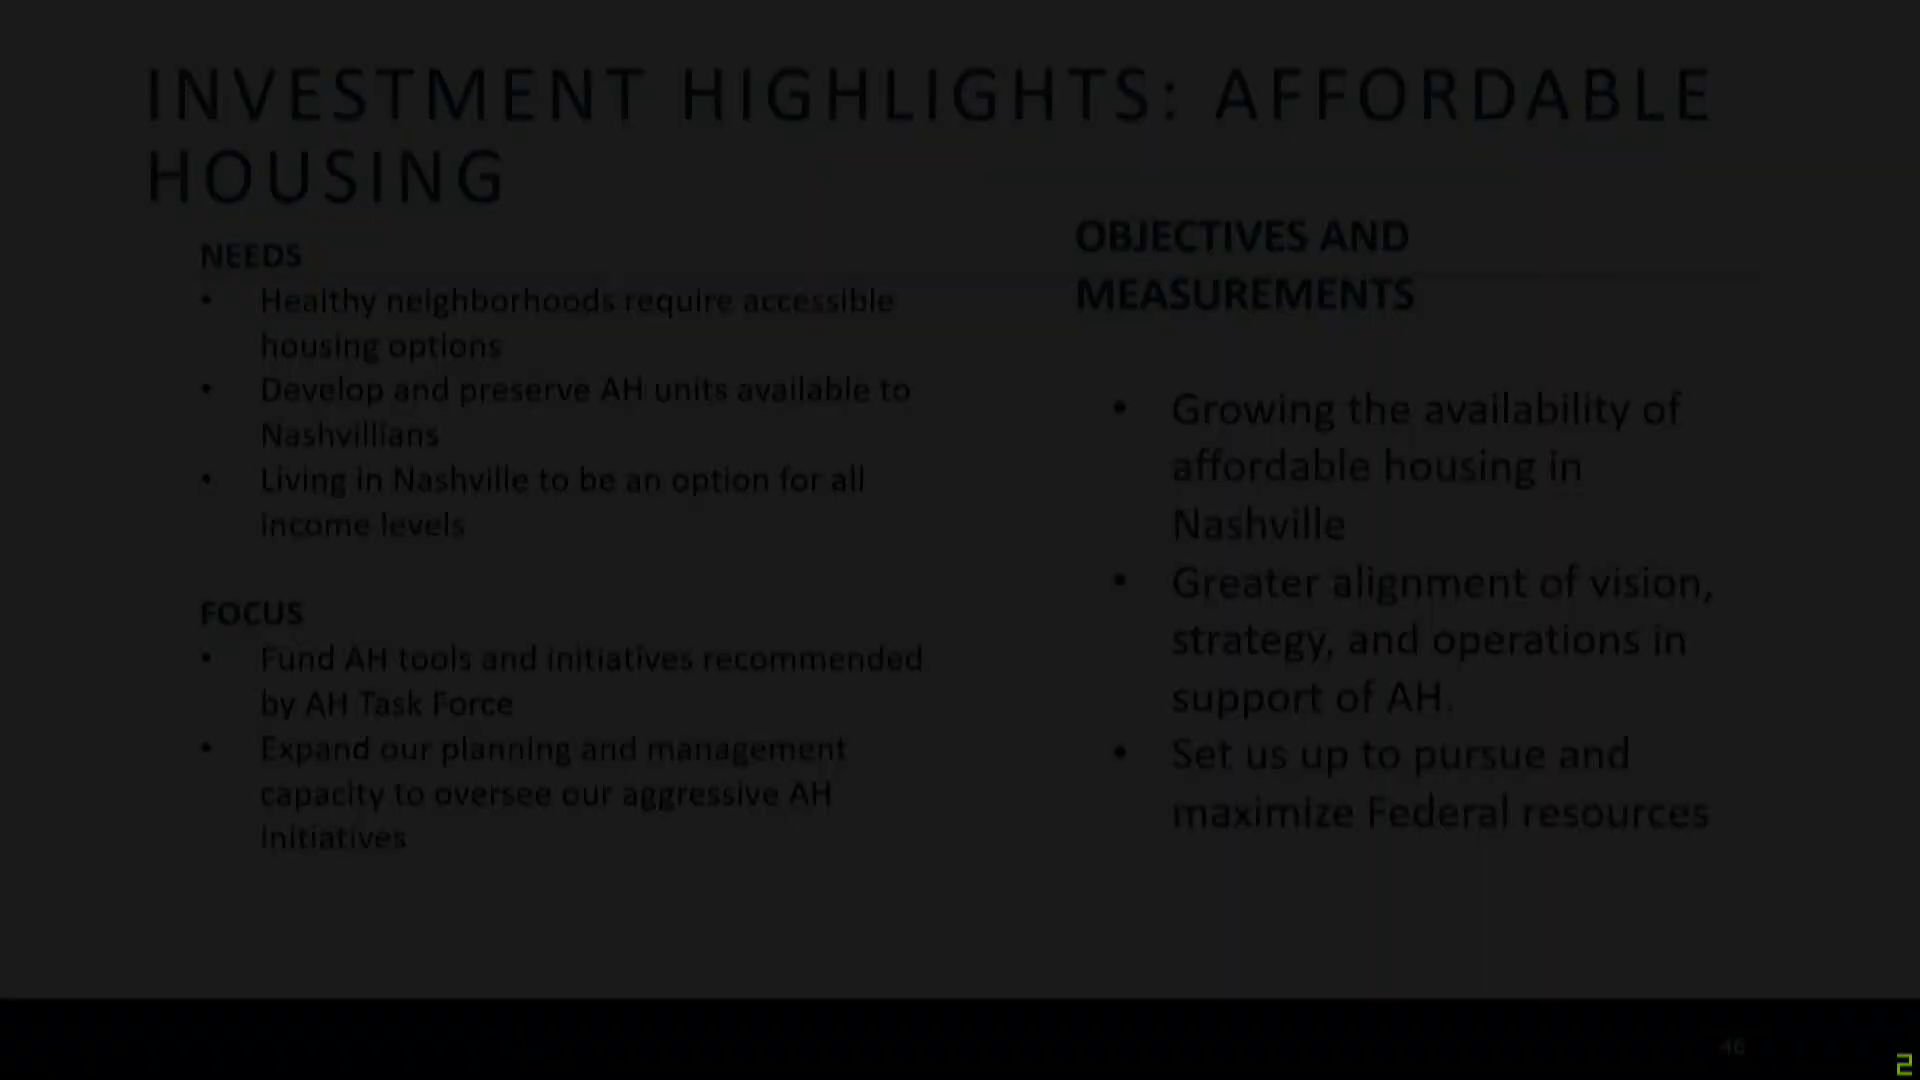 INVESTMENT HIGHLIGHTS: AFFORDABLE
HOUSING
NEEDS
• Healthy neighborhoods require accessible
housing options
• Develop and preserve AH units available to
Nashvillians
• Living in Nashville to be an option for all
income levels
FOCUS
• Fund AH tools and initiatives recommended
by AH Task Force
• Expand our planning and management
capacity to oversee our aggressive AH
initiatives
OBJECTIVES AND
MEASUREMENTS
• Growing the availability of
affordable housing in
Nashville
• Greater alignment of vision,
strategy, and operations in
support of AH.
• Set us up to pursue and
maximize Federal resources
46
2